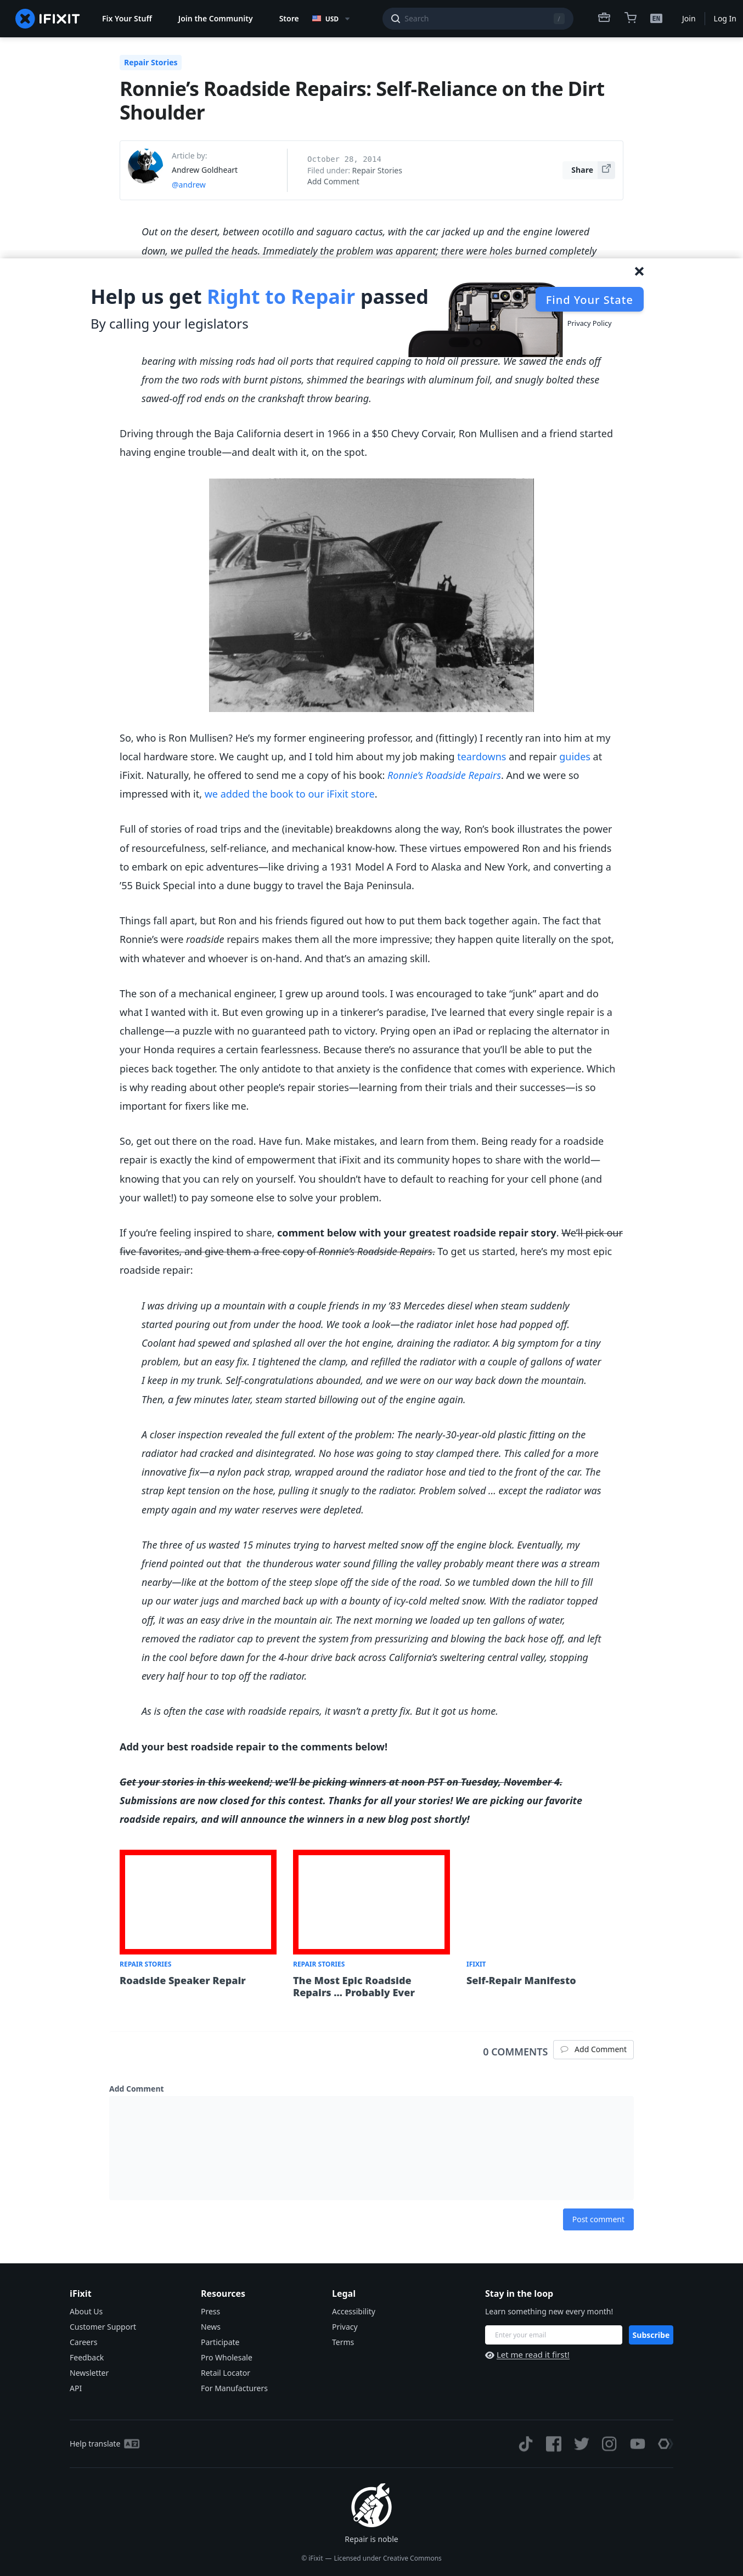 IFIXIT
Fix Your Stuff
Join the Community
Store
USD
Search
/
EN
Join
Log In
Repair Stories
Ronnie’s Roadside Repairs: Self-Reliance on the Dirt
Shoulder
Article by:
Andrew Goldheart
@andrew
October 28, 2014
Filed under: Repair Stories
Add Comment
Share
Out on the desert, between ocotillo and saguaro cactus, with the car jacked up and the engine lowered
down, we pulled the heads. Immediately the problem was apparent; there were holes burned completely
Help us get Right to Repair passed
By calling your legislators
Find Your State
Privacy Policy
bearing with missing rods had oil ports that required capping to hold oil pressure. We sawed the ends off
from the two rods with burnt pistons, shimmed the bearings with aluminum foil, and snugly bolted these
sawed-off rod ends on the crankshaft throw bearing.
Driving through the Baja California desert in 1966 in a $50 Chevy Corvair, Ron Mullisen and a friend started
having engine trouble—and dealt with it, on the spot.
So, who is Ron Mullisen? He’s my former engineering professor, and (fittingly) I recently ran into him at my
local hardware store. We caught up, and I told him about my job making teardowns and repair guides at
iFixit. Naturally, he offered to send me a copy of his book: Ronnie’s Roadside Repairs. And we were so
impressed with it, we added the book to our iFixit store.
Full of stories of road trips and the (inevitable) breakdowns along the way, Ron’s book illustrates the power
of resourcefulness, self-reliance, and mechanical know-how. These virtues empowered Ron and his friends
to embark on epic adventures—like driving a 1931 Model A Ford to Alaska and New York, and converting a
’55 Buick Special into a dune buggy to travel the Baja Peninsula.
Things fall apart, but Ron and his friends figured out how to put them back together again. The fact that
Ronnie’s were roadside repairs makes them all the more impressive; they happen quite literally on the spot,
with whatever and whoever is on-hand. And that’s an amazing skill.
The son of a mechanical engineer, I grew up around tools. I was encouraged to take “junk” apart and do
what I wanted with it. But even growing up in a tinkerer’s paradise, I’ve learned that every single repair is a
challenge—a puzzle with no guaranteed path to victory. Prying open an iPad or replacing the alternator in
your Honda requires a certain fearlessness. Because there’s no assurance that you’ll be able to put the
pieces back together. The only antidote to that anxiety is the confidence that comes with experience. Which
is why reading about other people’s repair stories—learning from their trials and their successes—is so
important for fixers like me.
So, get out there on the road. Have fun. Make mistakes, and learn from them. Being ready for a roadside
repair is exactly the kind of empowerment that iFixit and its community hopes to share with the world—
knowing that you can rely on yourself. You shouldn’t have to default to reaching for your cell phone (and
your wallet!) to pay someone else to solve your problem.
If you’re feeling inspired to share, comment below with your greatest roadside repair story. We’ll pick our
five favorites, and give them a free copy of Ronnie’s Roadside Repairs. To get us started, here’s my most epic
roadside repair:
I was driving up a mountain with a couple friends in my ’83 Mercedes diesel when steam suddenly
started pouring out from under the hood. We took a look—the radiator inlet hose had popped off.
Coolant had spewed and splashed all over the hot engine, draining the radiator. A big symptom for a tiny
problem, but an easy fix. I tightened the clamp, and refilled the radiator with a couple of gallons of water
I keep in my trunk. Self-congratulations abounded, and we were on our way back down the mountain.
Then, a few minutes later, steam started billowing out of the engine again.
A closer inspection revealed the full extent of the problem: The nearly-30-year-old plastic fitting on the
radiator had cracked and disintegrated. No hose was going to stay clamped there. This called for a more
innovative fix—a nylon pack strap, wrapped around the radiator hose and tied to the front of the car. The
strap kept tension on the hose, pulling it snugly to the radiator. Problem solved … except the radiator was
empty again and my water reserves were depleted.
The three of us wasted 15 minutes trying to harvest melted snow off the engine block. Eventually, my
friend pointed out that  the thunderous water sound filling the valley probably meant there was a stream
nearby—like at the bottom of the steep slope off the side of the road. So we tumbled down the hill to fill
up our water jugs and marched back up with a bounty of icy-cold melted snow. With the radiator topped
off, it was an easy drive in the mountain air. The next morning we loaded up ten gallons of water,
removed the radiator cap to prevent the system from pressurizing and blowing the back hose off, and left
in the cool before dawn for the 4-hour drive back across California’s sweltering central valley, stopping
every half hour to top off the radiator.
As is often the case with roadside repairs, it wasn’t a pretty fix. But it got us home.
Add your best roadside repair to the comments below!
Get your stories in this weekend; we’ll be picking winners at noon PST on Tuesday, November 4.
Submissions are now closed for this contest. Thanks for all your stories! We are picking our favorite
roadside repairs, and will announce the winners in a new blog post shortly!
REPAIR STORIES
Roadside Speaker Repair
REPAIR STORIES
The Most Epic Roadside
Repairs … Probably Ever
IFIXIT
Self-Repair Manifesto
0 COMMENTS
Add Comment
Add Comment
Post comment
iFixit
About Us
Customer Support
Careers
Feedback
Newsletter
API
Resources
Press
News
Participate
Pro Wholesale
Retail Locator
For Manufacturers
Legal
Accessibility
Privacy
Terms
Stay in the loop
Learn something new every month!
Enter your email
Subscribe
Let me read it first!
Help translate
Repair is noble
© iFixit — Licensed under Creative Commons